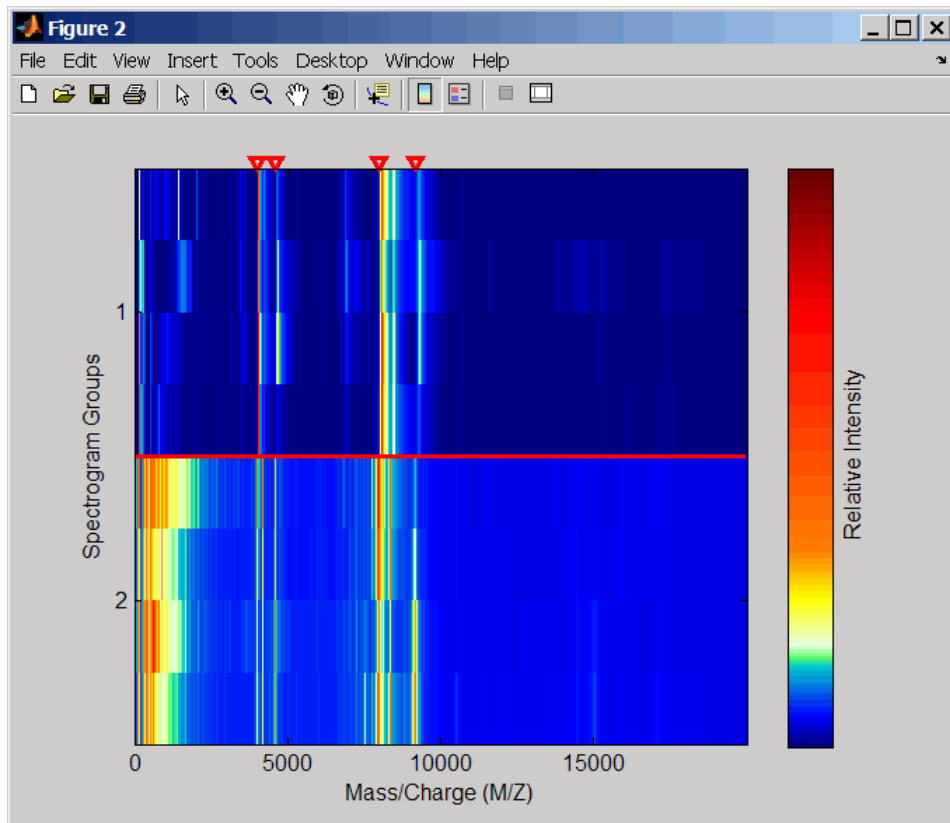 Figure 2
File Edit View Insert Tools Desktop Window Help
1
2
Spectrogram Groups
0 5000 10000 15000
Mass/Charge (M/Z)
Relative Intensity